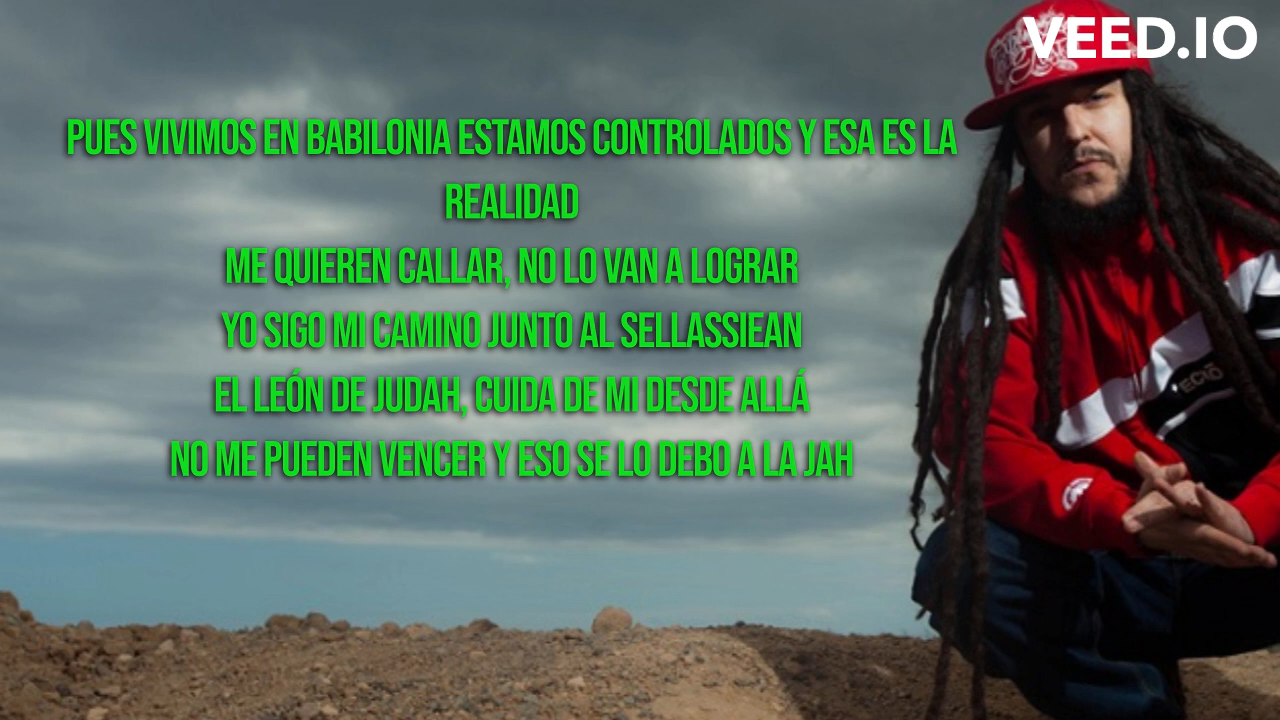 VEED.IO
PUES VIVIMOS EN BABILONIA ESTAMOS CONTROLADOS Y ESA ES LA
REALIDAD
ME QUIEREN CALLAR, NO LO VAN A LOGRAR
YO SIGO MI CAMINO JUNTO AL SELLASSIEAN
EL LEÓN DE JUDAH, CUIDA DE MI DESDE ALLÁ
NO ME PUEDEN VENCER Y ESO SE LO DEBO A LA JAH